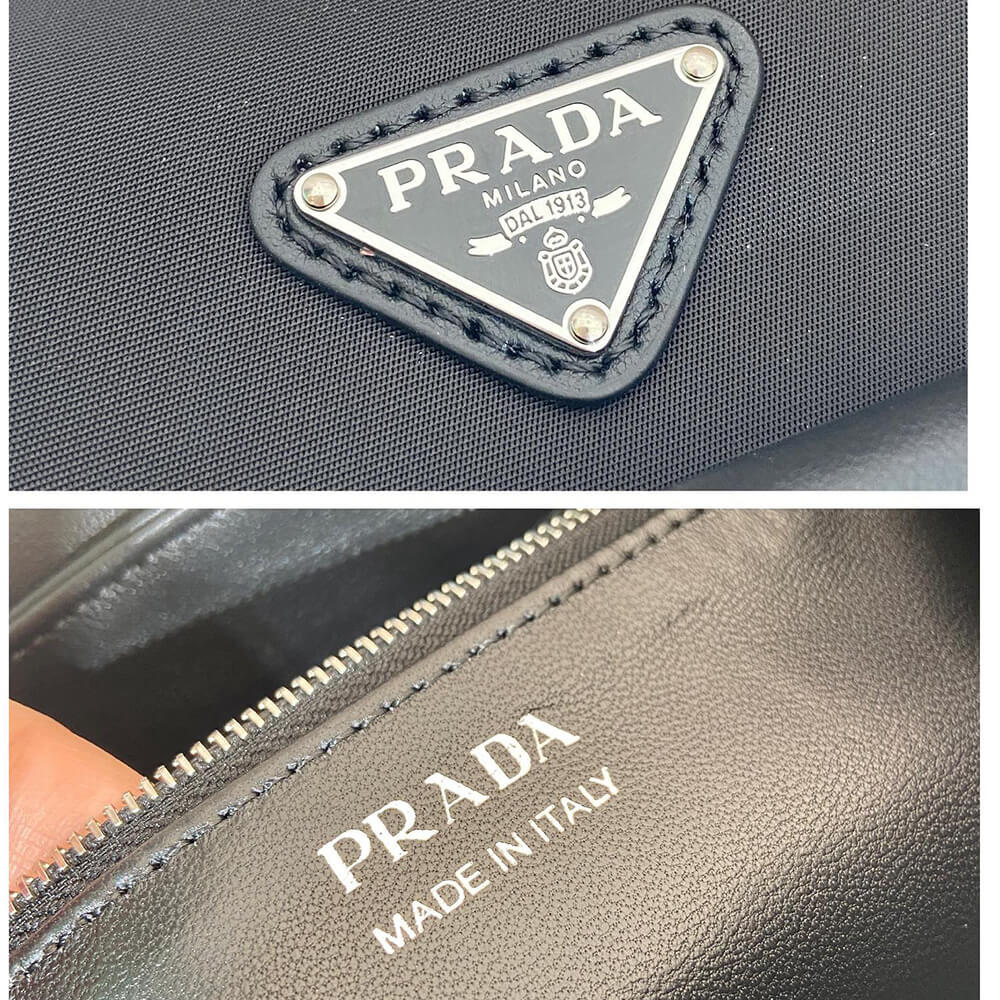 PRADA
MILANO
DAL 1913
PRADA
MADE IN ITALY